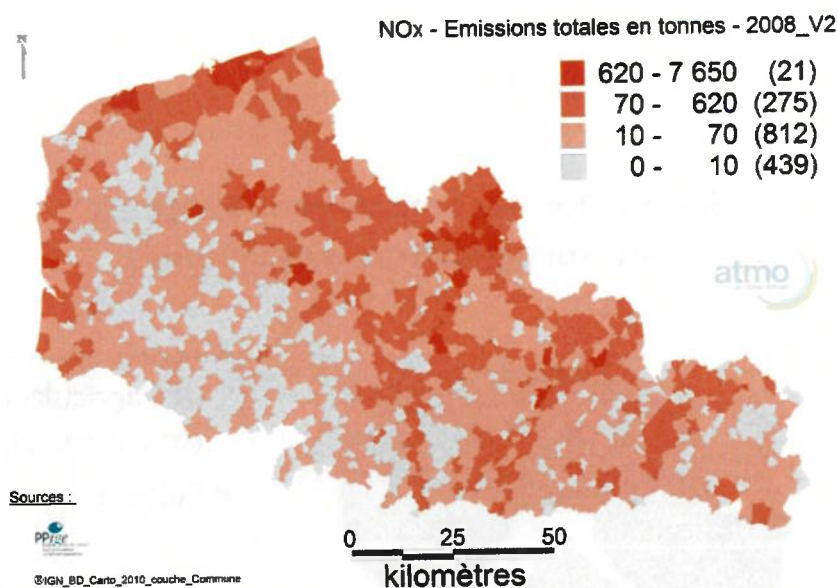 NOx - Emissions totales en tonnes - 2008_V2
N
620 - 7 650 (21)
70 - 620 (275)
10 - 70 (812)
0 - 10 (439)
atmo
Sources :
PPige
0 25 50
kilomètres
©IGN_BD_Carto_2010_couche_Commune